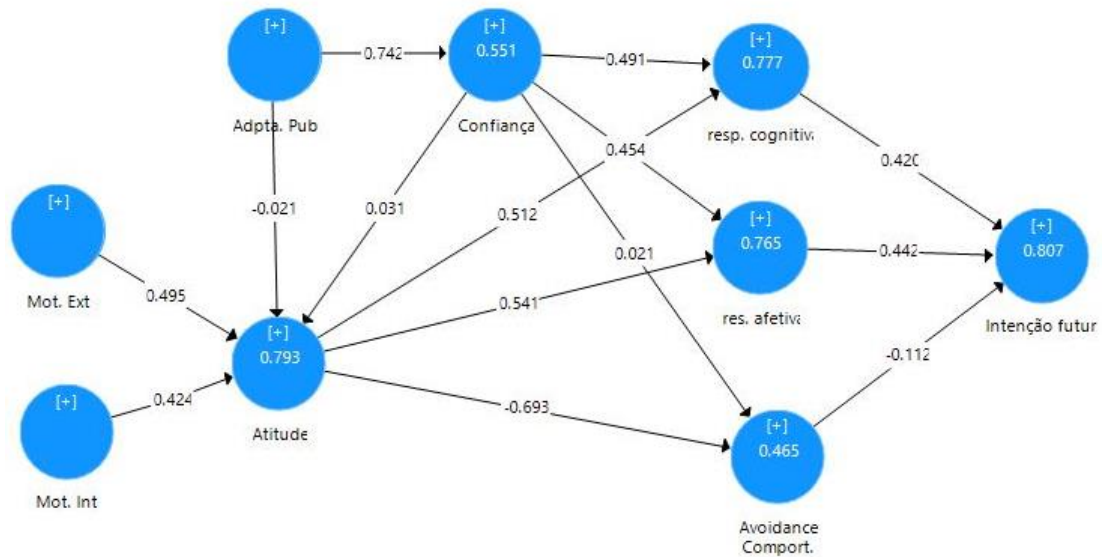 [+]
[+]
0.551
[+]
0.777
0.742
0.491
Adpta. Pub
Confiança
resp. cognitiva
0.454
0.420
[+]
-0.021
0.031
0.512
[+]
0.765
0.442
[+]
0.807
Mot. Ext
0.495
0.021
0.541
res. afetiva
Intenção futur
[+]
0.793
-0.112
[+]
0.424
-0.693
Atitude
[+]
0.465
Mot. Int
Avoidance
Comport.